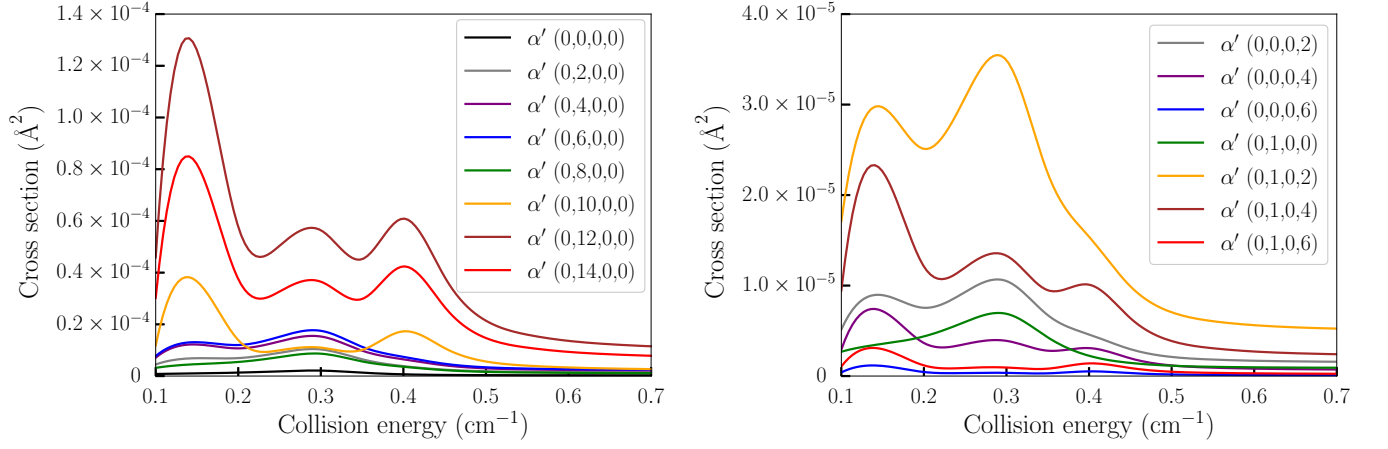 1.4 × 10⁻⁴
1.2 × 10⁻⁴
1.0 × 10⁻⁴
0.8 × 10⁻⁴
0.6 × 10⁻⁴
0.4 × 10⁻⁴
0.2 × 10⁻⁴
0
Cross section (Å²)
0.1 0.2 0.3 0.4 0.5 0.6 0.7
Collision energy (cm⁻¹)
α′ (0,0,0,0)
α′ (0,2,0,0)
α′ (0,4,0,0)
α′ (0,6,0,0)
α′ (0,8,0,0)
α′ (0,10,0,0)
α′ (0,12,0,0)
α′ (0,14,0,0)
4.0 × 10⁻⁵
3.0 × 10⁻⁵
2.0 × 10⁻⁵
1.0 × 10⁻⁵
0
Cross section (Å²)
0.1 0.2 0.3 0.4 0.5 0.6 0.7
Collision energy (cm⁻¹)
α′ (0,0,0,2)
α′ (0,0,0,4)
α′ (0,0,0,6)
α′ (0,1,0,0)
α′ (0,1,0,2)
α′ (0,1,0,4)
α′ (0,1,0,6)